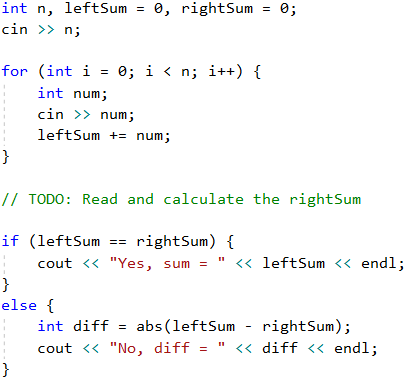 int n, leftSum = 0, rightSum = 0;
cin >> n;
for (int i = 0; i < n; i++) {
int num;
cin >> num;
leftSum += num;
}
// TODO: Read and calculate the rightSum
if (leftSum == rightSum) {
cout << "Yes, sum = " << leftSum << endl;
}
else {
int diff = abs(leftSum - rightSum);
cout << "No, diff = " << diff << endl;
}